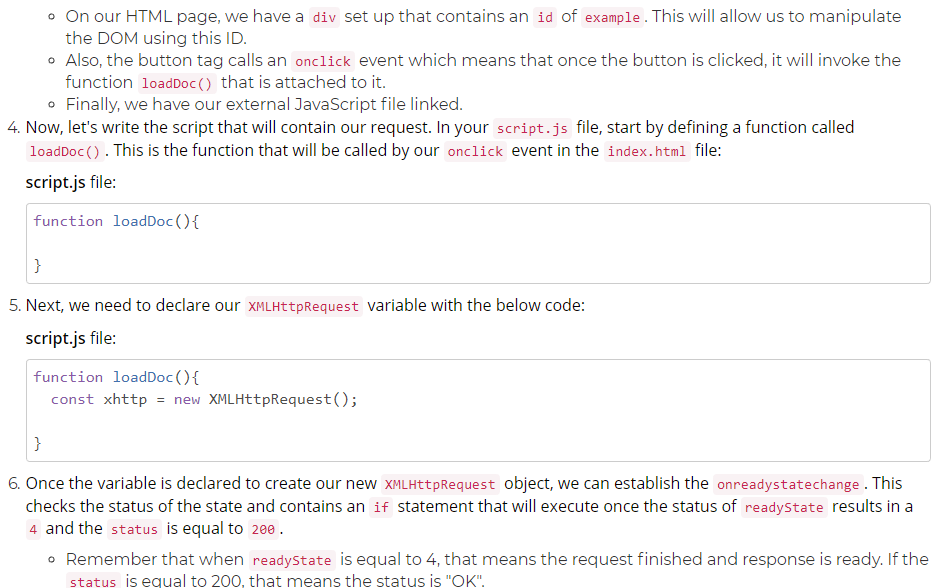 On our HTML page, we have a div set up that contains an id of example. This will allow us to manipulate
the DOM using this ID.
Also, the button tag calls an onclick event which means that once the button is clicked, it will invoke the
function loadDoc() that is attached to it.
Finally, we have our external JavaScript file linked.
4. Now, let's write the script that will contain our request. In your script.js file, start by defining a function called
loadDoc(). This is the function that will be called by our onclick event in the index.html file:
script.js file:
function loadDoc(){
}
5. Next, we need to declare our XMLHttpRequest variable with the below code:
script.js file:
function loadDoc(){
const xhttp = new XMLHttpRequest();
}
6. Once the variable is declared to create our new XMLHttpRequest object, we can establish the onreadystatechange. This
checks the status of the state and contains an if statement that will execute once the status of readyState results in a
4 and the status is equal to 200.
Remember that when readyState is equal to 4, that means the request finished and response is ready. If the
status is equal to 200, that means the status is "OK".